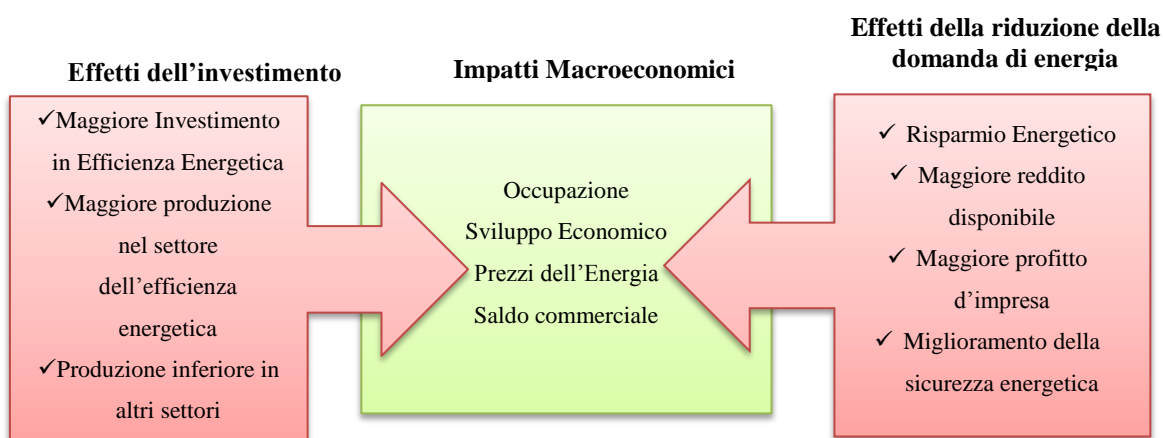 Effetti dell’investimento
✓Maggiore Investimento
in Efficienza Energetica
✓Maggiore produzione
nel settore
dell’efficienza
energetica
✓Produzione inferiore in
altri settori
Impatti Macroeconomici
Occupazione
Sviluppo Economico
Prezzi dell’Energia
Saldo commerciale
Effetti della riduzione della
domanda di energia
✓ Risparmio Energetico
✓ Maggiore reddito
disponibile
✓ Maggiore profitto
d’impresa
✓ Miglioramento della
sicurezza energetica